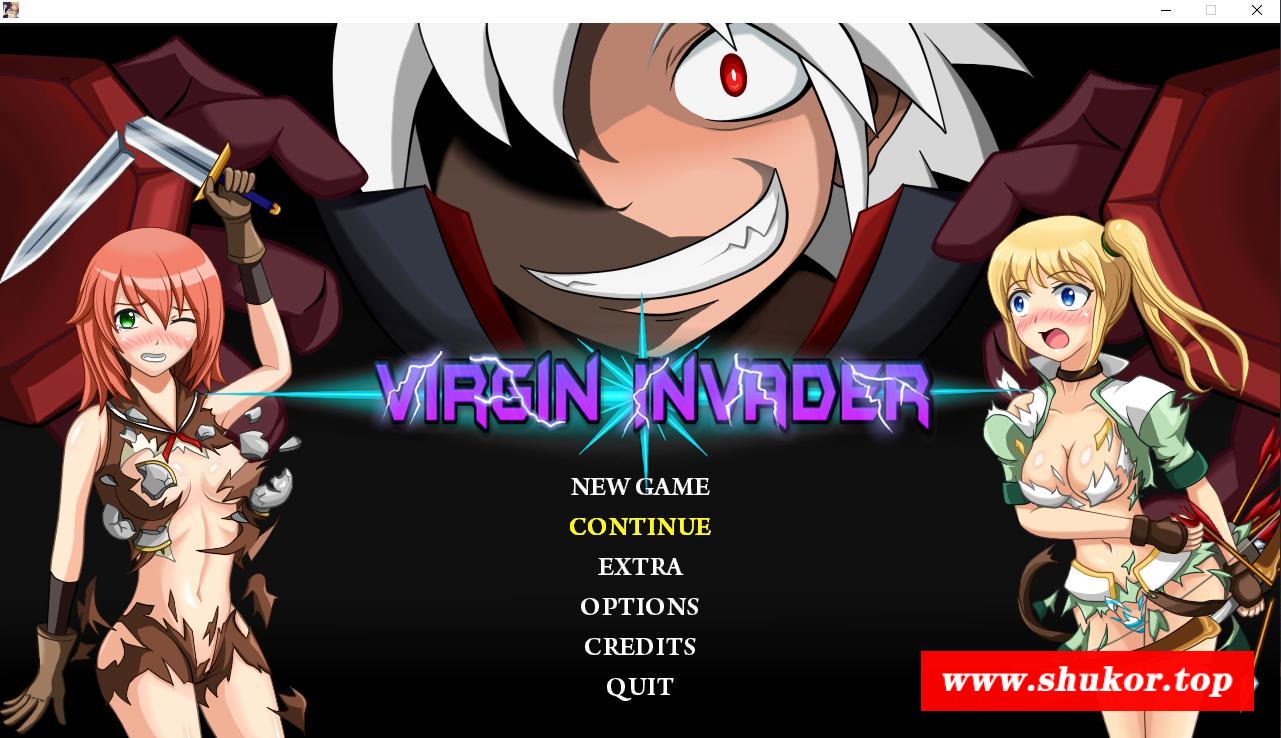 VIRGIN INVADER
NEW GAME
CONTINUE
EXTRA
OPTIONS
CREDITS
QUIT
www.shukor.top